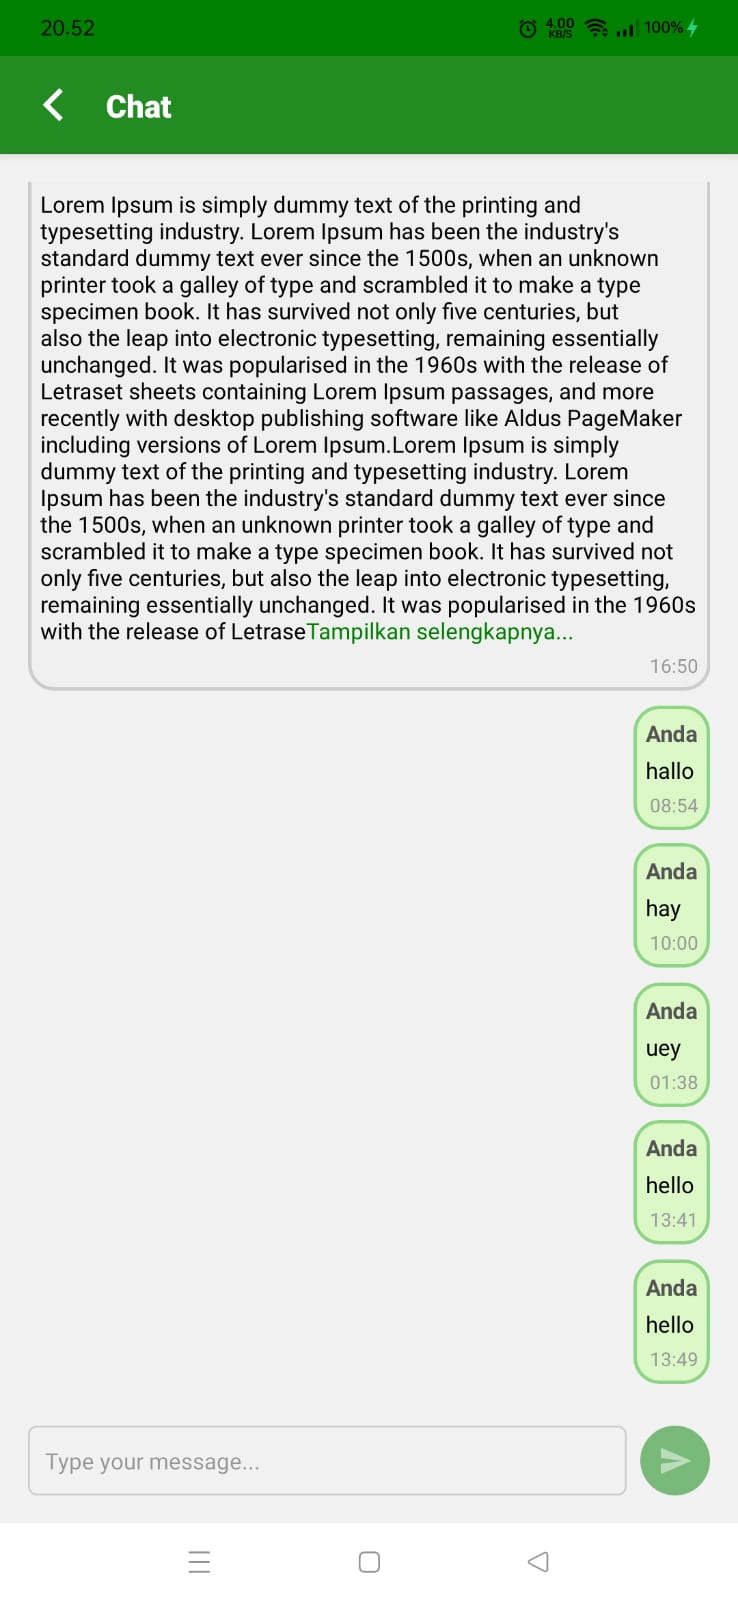 20.52
4.00
KB/S
100%
Chat
Lorem Ipsum is simply dummy text of the printing and
typesetting industry. Lorem Ipsum has been the industry's
standard dummy text ever since the 1500s, when an unknown
printer took a galley of type and scrambled it to make a type
specimen book. It has survived not only five centuries, but
also the leap into electronic typesetting, remaining essentially
unchanged. It was popularised in the 1960s with the release of
Letraset sheets containing Lorem Ipsum passages, and more
recently with desktop publishing software like Aldus PageMaker
including versions of Lorem Ipsum.Lorem Ipsum is simply
dummy text of the printing and typesetting industry. Lorem
Ipsum has been the industry's standard dummy text ever since
the 1500s, when an unknown printer took a galley of type and
scrambled it to make a type specimen book. It has survived not
only five centuries, but also the leap into electronic typesetting,
remaining essentially unchanged. It was popularised in the 1960s
with the release of LetraseTampilkan selengkapnya...
16:50
Anda
hallo
08:54
Anda
hay
10:00
Anda
uey
01:38
Anda
hello
13:41
Anda
hello
13:49
Type your message...